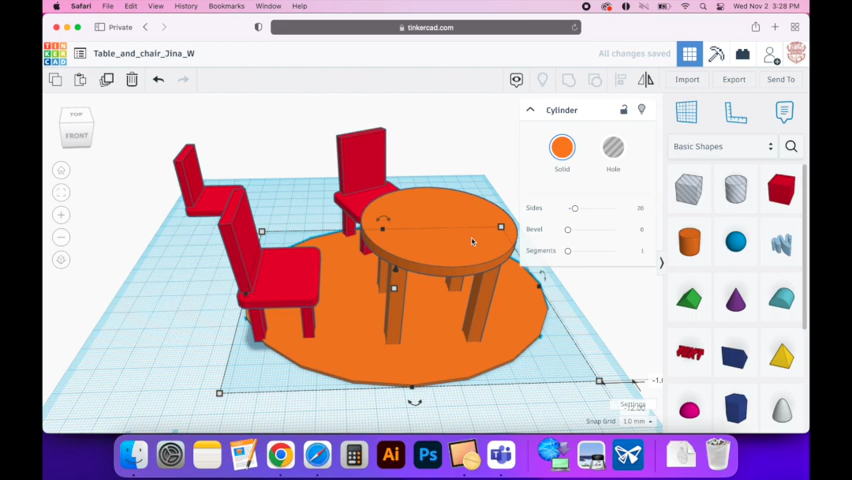 Safari File Edit View History Bookmarks Window Help Wed Nov 2 3:28 PM
Private tinkercad.com
TIN
KER
CAD
Table_and_chair_Jina_W All changes saved
Import Export Send To
TOP
FRONT
Cylinder
Solid Hole
Sides 20
Bevel 0
Segments 1
Basic Shapes
TEXT
Settings
Snap Grid 1.0 mm
Ai Ps